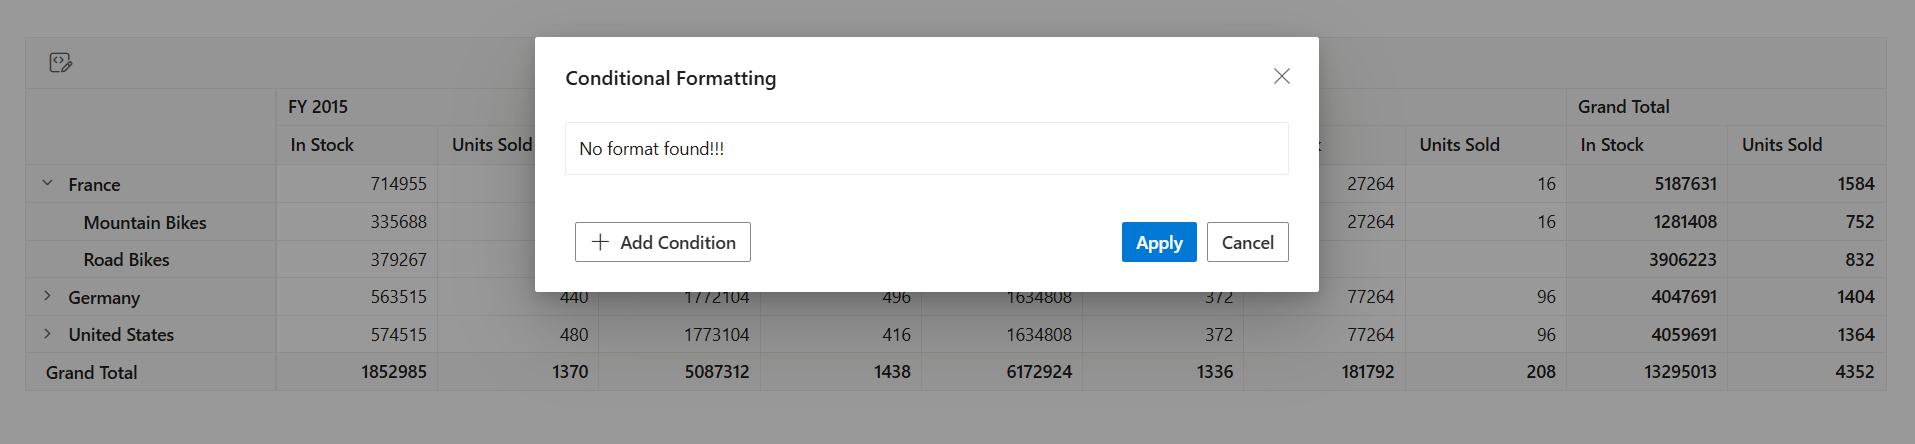 Conditional Formatting
No format found!!!
Add Condition Apply Cancel
FY 2015 Grand Total
In Stock Units Sold Units Sold In Stock Units Sold
France 714955 27264 16 5187631 1584
Mountain Bikes 335688 27264 16 1281408 752
Road Bikes 379267 3906223 832
Germany 563515 440 1772104 496 1634808 372 77264 96 4047691 1404
United States 574515 480 1773104 416 1634808 372 77264 96 4059691 1364
Grand Total 1852985 1370 5087312 1438 6172924 1336 181792 208 13295013 4352